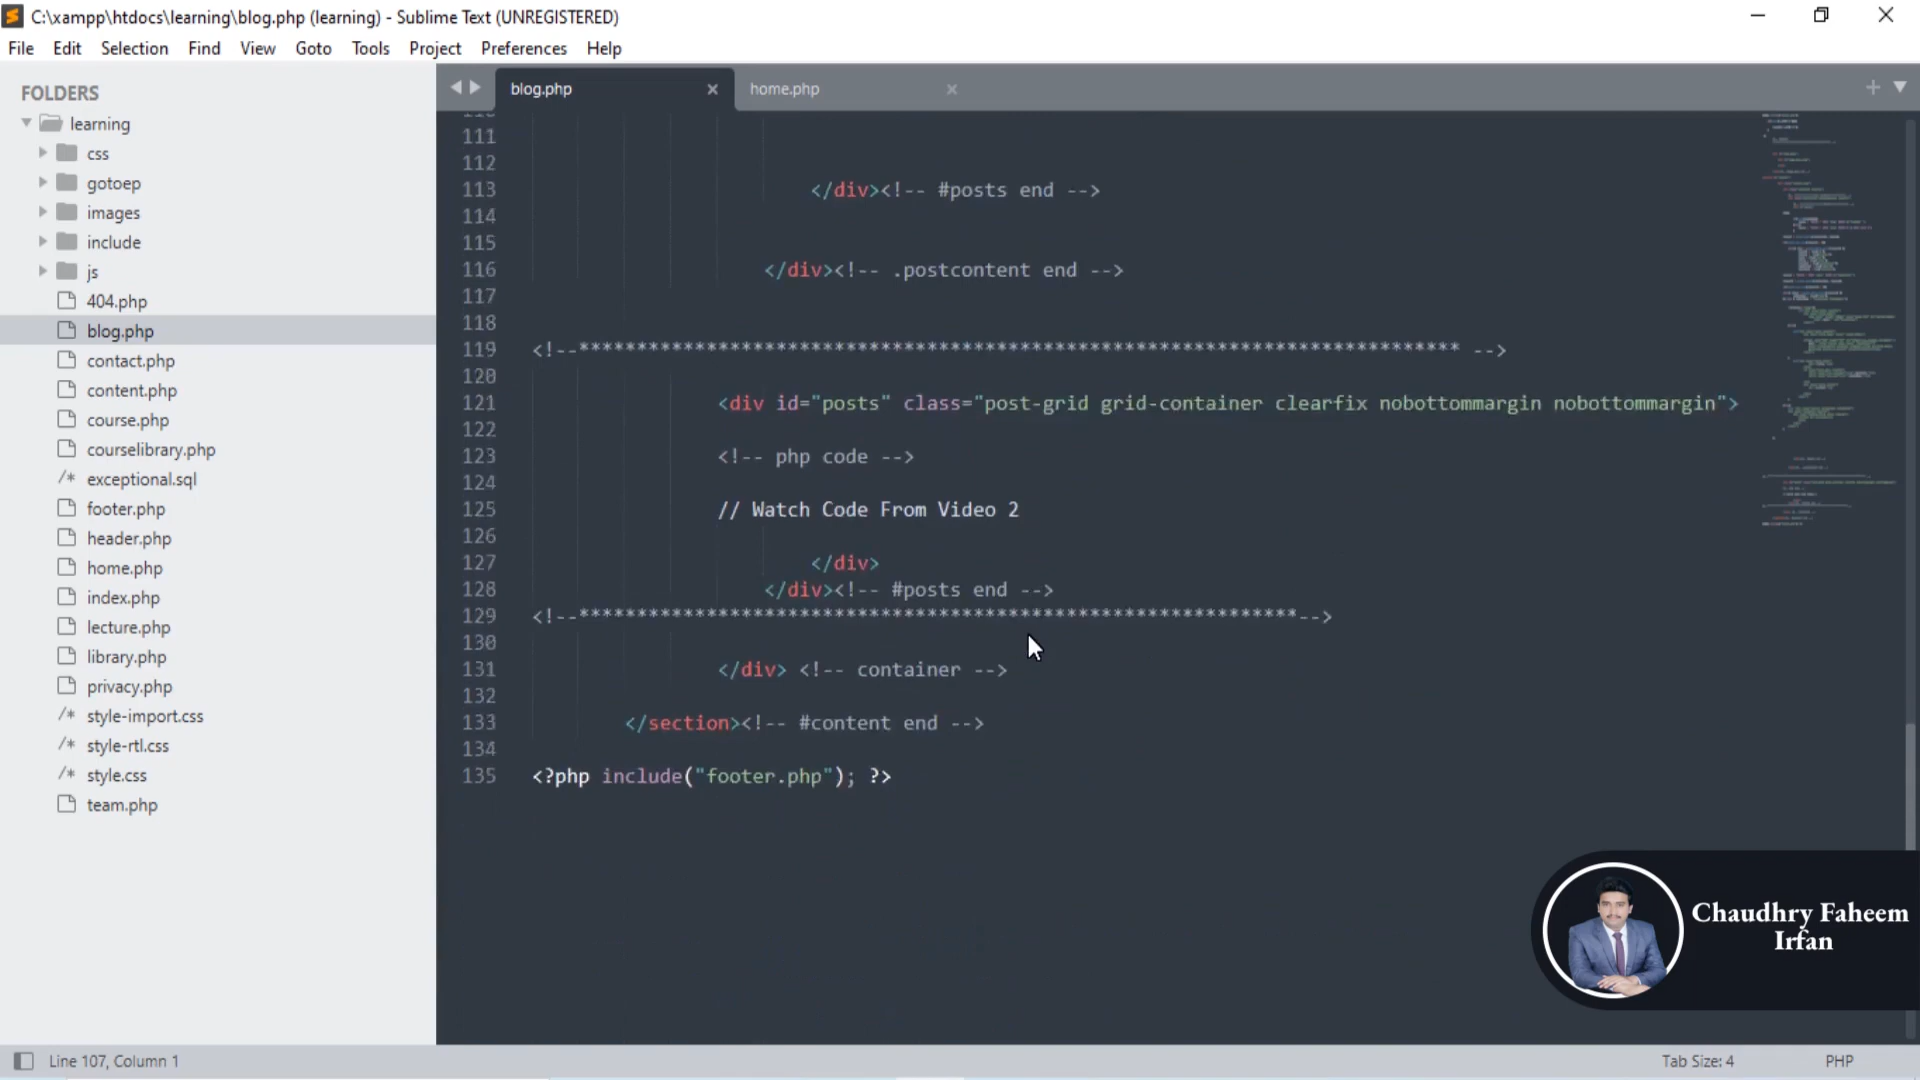 C:\xampp\htdocs\learning\blog.php (learning) - Sublime Text (UNREGISTERED)
File Edit Selection Find View Goto Tools Project Preferences Help
FOLDERS
learning
css
gotoep
images
include
js
404.php
blog.php
contact.php
content.php
course.php
courselibrary.php
/* exceptional.sql
footer.php
header.php
home.php
index.php
lecture.php
library.php
privacy.php
/* style-import.css
/* style-rtl.css
/* style.css
team.php
blog.php home.php
111
112
113 </div><!-- #posts end -->
114
115
116 </div><!-- .postcontent end -->
117
118
119 <!--**************************************************************************** -->
120
121 <div id="posts" class="post-grid grid-container clearfix nobottommargin nobottommargin">
122
123 <!-- php code -->
124
125 // Watch Code From Video 2
126
127 </div>
128 </div><!-- #posts end -->
129 <!--**************************************************************-->
130
131 </div> <!-- container -->
132
133 </section><!-- #content end -->
134
135 <?php include("footer.php"); ?>
Chaudhry Faheem
Irfan
Line 107, Column 1
Tab Size: 4
PHP